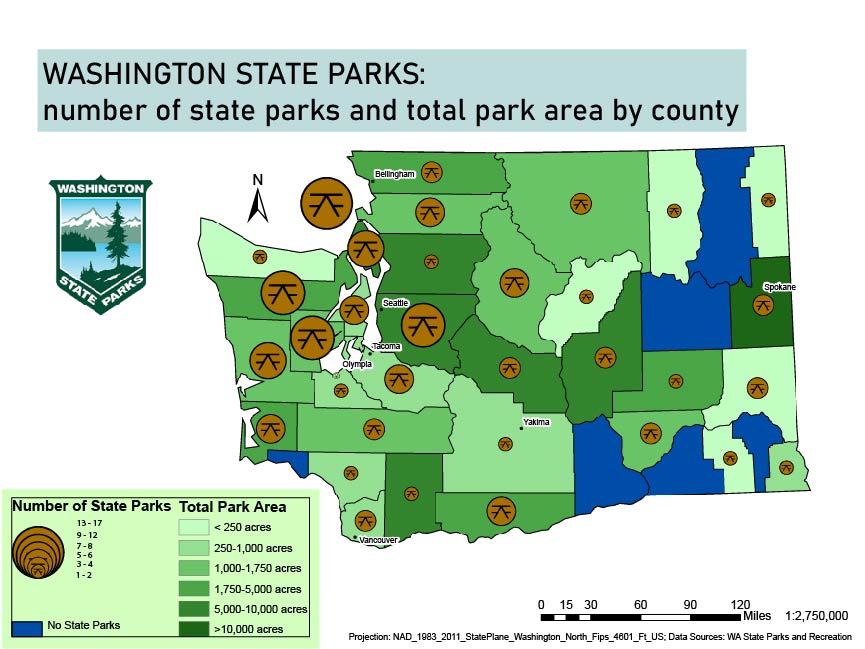 WASHINGTON STATE PARKS:
number of state parks and total park area by county
WASHINGTON
STATE PARKS
N
Bellingham
Seattle
Spokane
Tacoma
Olympia
Yakima
Vancouver
Number of State Parks
13 - 17
9 - 12
7 - 8
5 - 6
3 - 4
1 - 2
No State Parks
Total Park Area
< 250 acres
250-1,000 acres
1,000-1,750 acres
1,750-5,000 acres
5,000-10,000 acres
>10,000 acres
0 15 30 60 90 120
Miles 1:2,750,000
Projection: NAD_1983_2011_StatePlane_Washington_North_Fips_4601_Ft_US; Data Sources: WA State Parks and Recreation